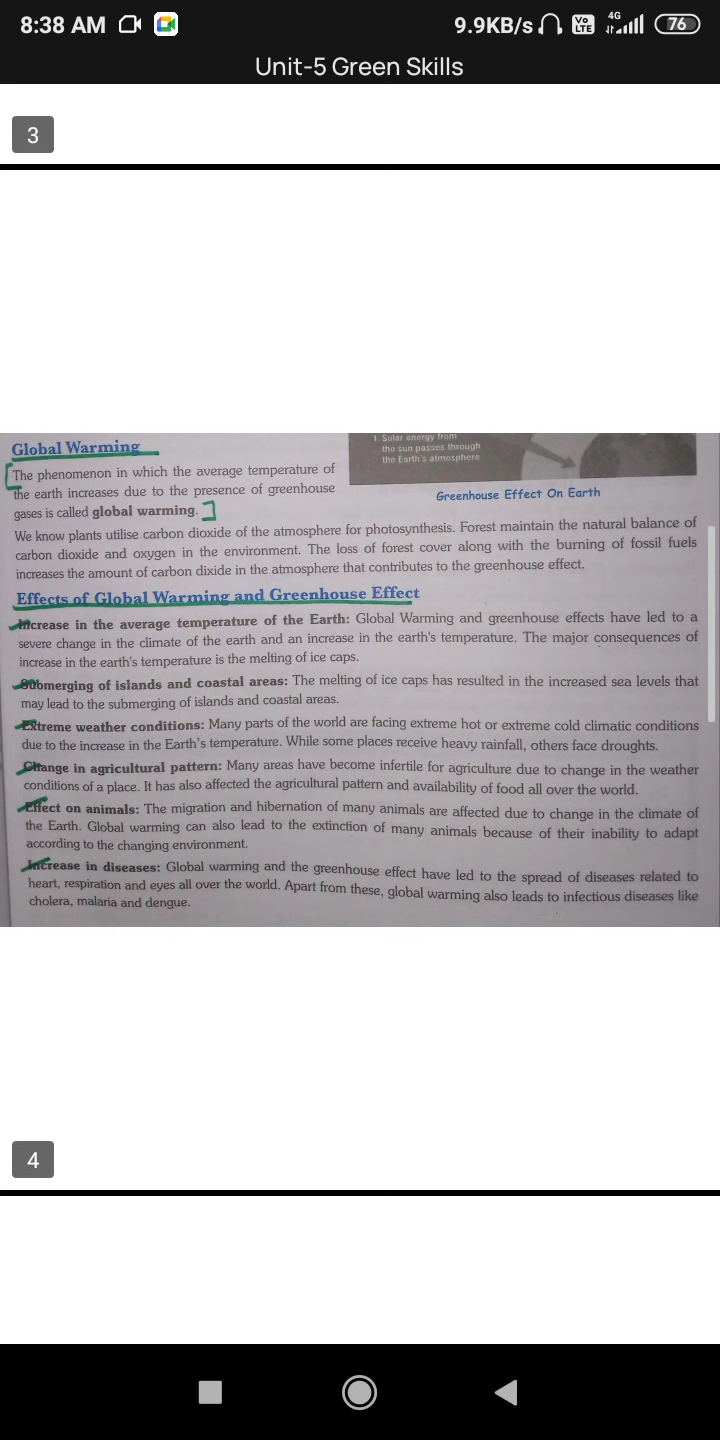 8:38 AM
9.9KB/s Vo LTE 4G 76
Unit-5 Green Skills
3
1. Solar energy from
the sun passes through
the Earth's atmosphere
Greenhouse Effect On Earth
Global Warming
The phenomenon in which the average temperature of
the earth increases due to the presence of greenhouse
gases is called global warming.
We know plants utilise carbon dioxide of the atmosphere for photosynthesis. Forest maintain the natural balance of
carbon dioxide and oxygen in the environment. The loss of forest cover along with the burning of fossil fuels
increases the amount of carbon dixide in the atmosphere that contributes to the greenhouse effect.
Effects of Global Warming and Greenhouse Effect
Increase in the average temperature of the Earth: Global Warming and greenhouse effects have led to a
severe change in the climate of the earth and an increase in the earth's temperature. The major consequences of
increase in the earth's temperature is the melting of ice caps.
Submerging of islands and coastal areas: The melting of ice caps has resulted in the increased sea levels that
may lead to the submerging of islands and coastal areas.
Extreme weather conditions: Many parts of the world are facing extreme hot or extreme cold climatic conditions
due to the increase in the Earth's temperature. While some places receive heavy rainfall, others face droughts.
Change in agricultural pattern: Many areas have become infertile for agriculture due to change in the weather
conditions of a place. It has also affected the agricultural pattern and availability of food all over the world.
Effect on animals: The migration and hibernation of many animals are affected due to change in the climate of
the Earth. Global warming can also lead to the extinction of many animals because of their inability to adapt
according to the changing environment.
Increase in diseases: Global warming and the greenhouse effect have led to the spread of diseases related to
heart, respiration and eyes all over the world. Apart from these, global warming also leads to infectious diseases like
cholera, malaria and dengue.
4